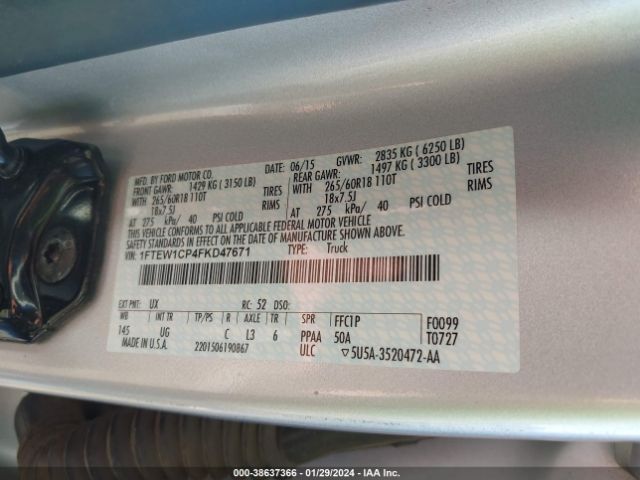 MFD. BY FORD MOTOR CO. DATE: 06/15 GVWR: 2835 KG ( 6250 LB)
FRONT GAWR: 1429 KG ( 3150 LB) REAR GAWR: 1497 KG ( 3300 LB)
WITH 265/60R18 110T TIRES WITH 265/60R18 110T TIRES
18x7.5J RIMS 18x7.5J RIMS
AT 275 kPa/ 40 PSI COLD AT 275 kPa/ 40 PSI COLD
THIS VEHICLE CONFORMS TO ALL APPLICABLE FEDERAL MOTOR VEHICLE
SAFETY AND THEFT PREVENTION STANDARDS IN EFFECT ON THE DATE OF MANUFACTURE SHOWN ABOVE.
VIN: 1FTEW1CP4FKD47671 TYPE: Truck
EXT PNT: UX RC: 52 DSO:
WB INT TR TP/PS R AXLE TR SPR FFC1P F0099
145 UG C L3 6 PPAA 50A T0727
MADE IN U.S.A. 2201506190867 ULC ▽5U5A-3520472-AA
000-38637366 - 01/29/2024 - IAA Inc.